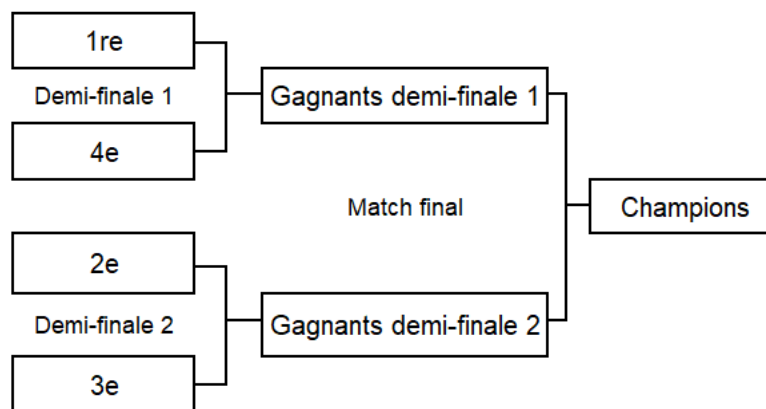 1re
Demi-finale 1
4e
Gagnants demi-finale 1
Match final
Champions
2e
Demi-finale 2
3e
Gagnants demi-finale 2